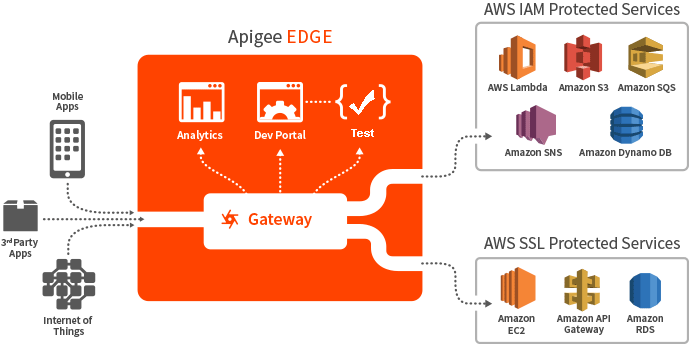 Apigee EDGE
AWS IAM Protected Services
AWS Lambda
Amazon S3
Amazon SQS
Amazon SNS
Amazon Dynamo DB
Mobile
Apps
Analytics
Dev Portal
Test
3rd Party
Apps
Gateway
Internet of
Things
AWS SSL Protected Services
Amazon
EC2
Amazon API
Gateway
Amazon
RDS